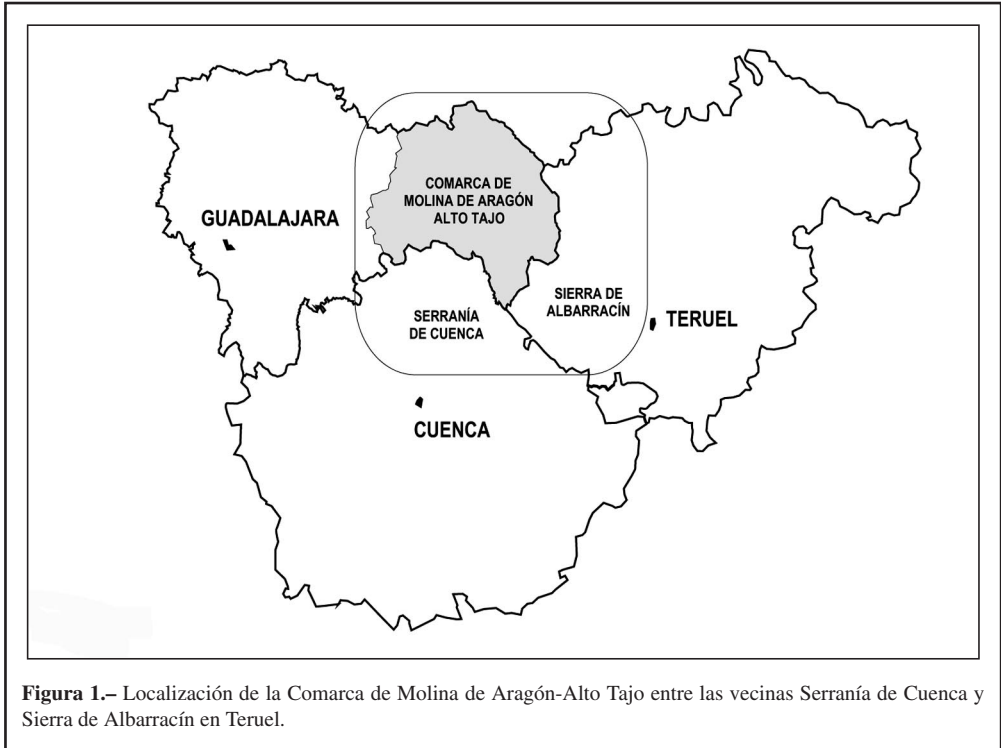 COMARCA DE
MOLINA DE ARAGÓN
ALTO TAJO
GUADALAJARA
SIERRA DE
ALBARRACÍN
SERRANÍA
DE CUENCA
TERUEL
CUENCA
Figura 1.– Localización de la Comarca de Molina de Aragón-Alto Tajo entre las vecinas Serranía de Cuenca y
Sierra de Albarracín en Teruel.